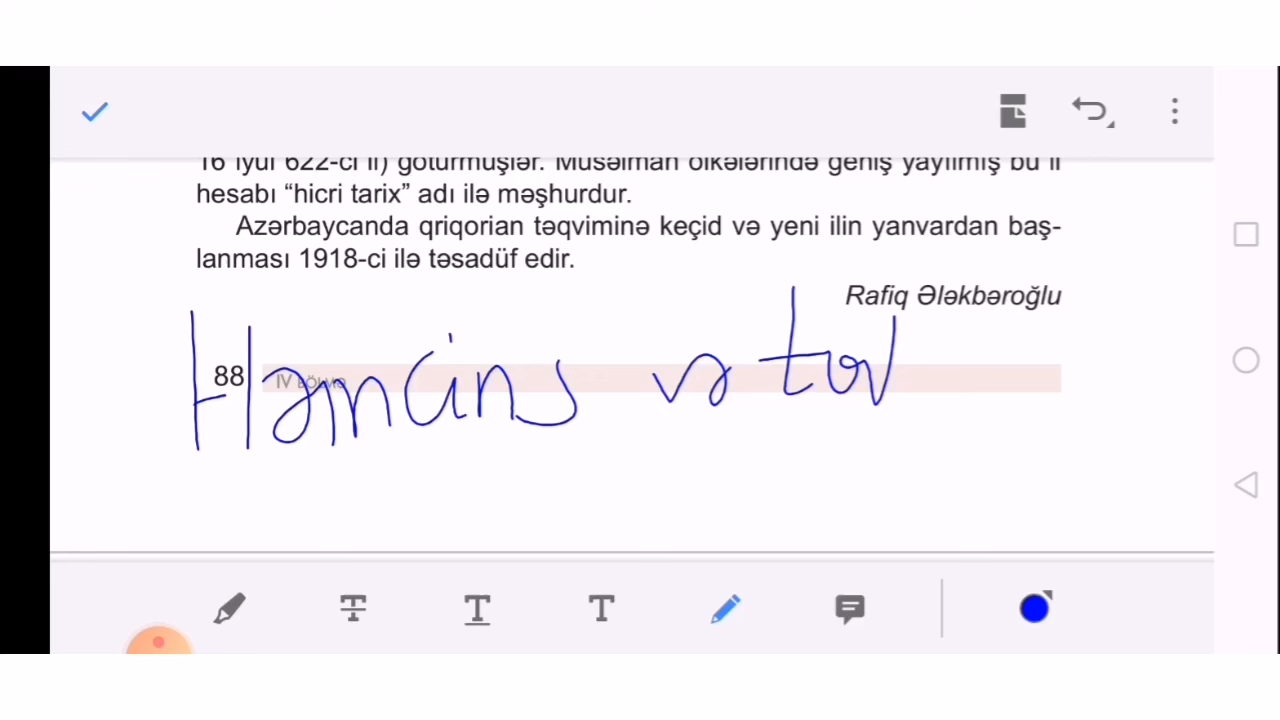 16 iyul 622-ci il) götürmüşlər. Müsəlman ölkələrində geniş yayılmış bu il
hesabı “hicri tarix” adı ilə məşhurdur.
Azərbaycanda qriqorian təqviminə keçid və yeni ilin yanvardan baş-
lanması 1918-ci ilə təsadüf edir.
Rafiq Ələkbəroğlu
88 IV BÖLMƏ
Həmcins və tov